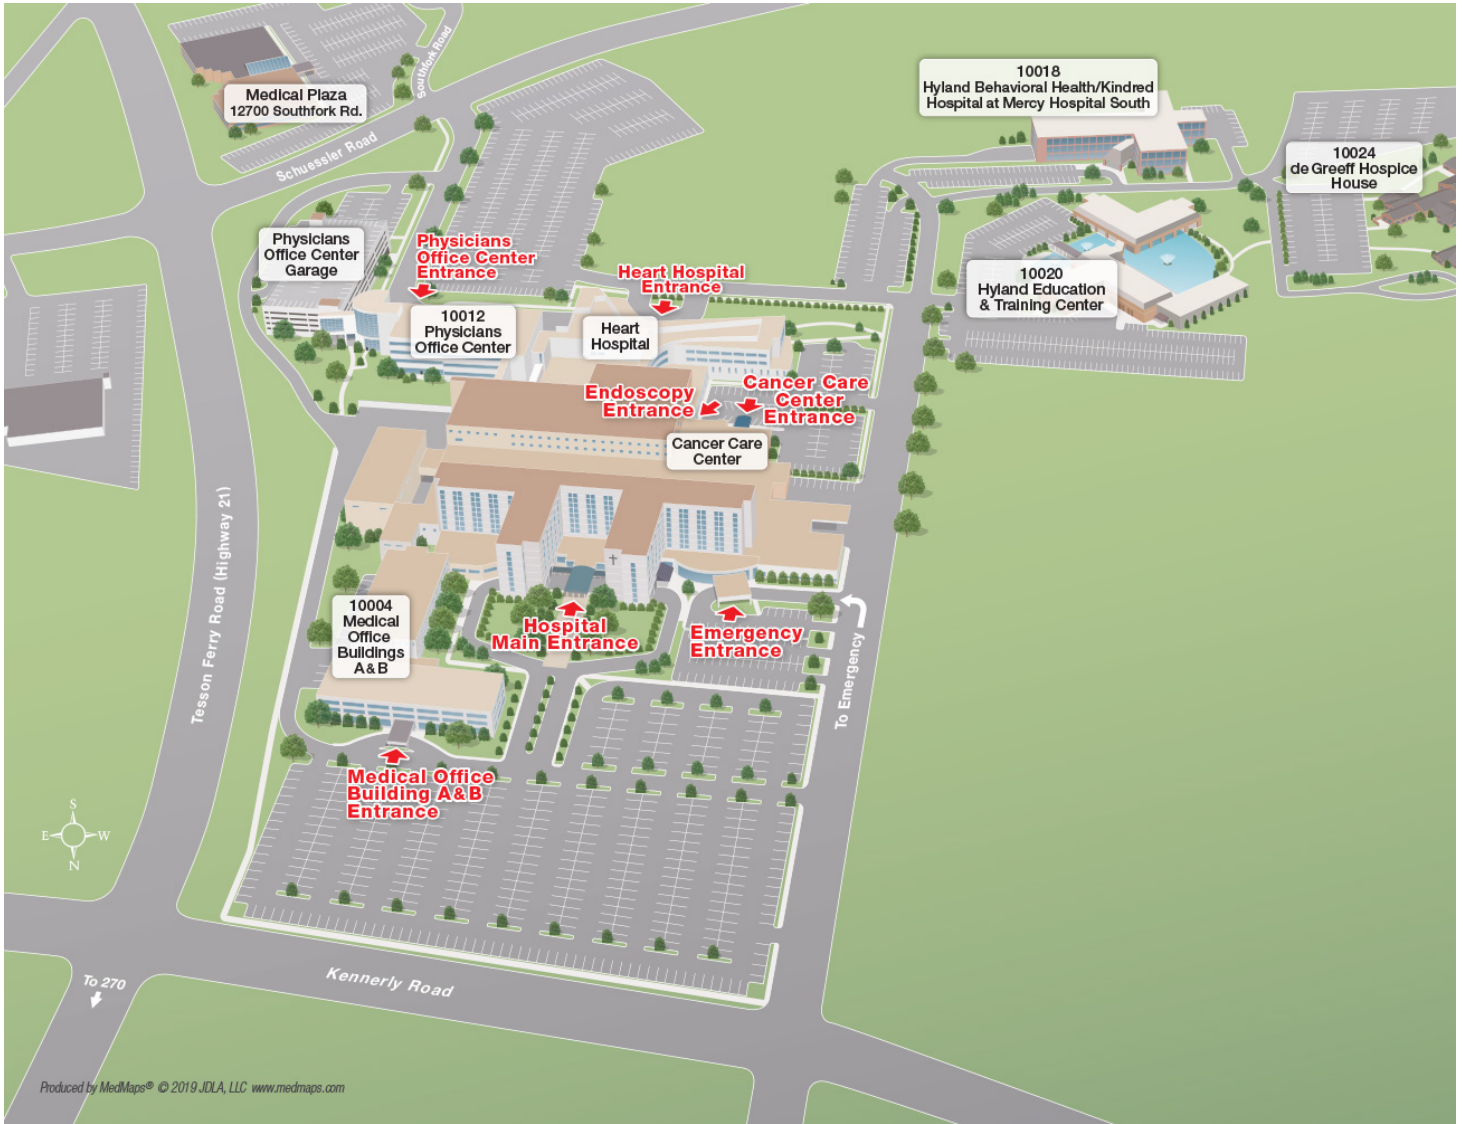 Southfork Road
Medical Plaza
12700 Southfork Rd.
Schuessler Road
10018
Hyland Behavioral Health/Kindred
Hospital at Mercy Hospital South
10024
de Greeff Hospice
House
Physicians
Office Center
Garage
Physicians
Office Center
Entrance
Heart Hospital
Entrance
10020
Hyland Education
& Training Center
10012
Physicians
Office Center
Heart
Hospital
Endoscopy
Entrance
Cancer Care
Center
Entrance
Cancer Care
Center
Tesson Ferry Road (Highway 21)
10004
Medical
Office
Buildings
A&B
Hospital
Main Entrance
Emergency
Entrance
To Emergency
Medical Office
Building A&B
Entrance
S
E W
N
Kennerly Road
To 270
Produced by MedMaps® © 2019 JDLA, LLC www.medmaps.com